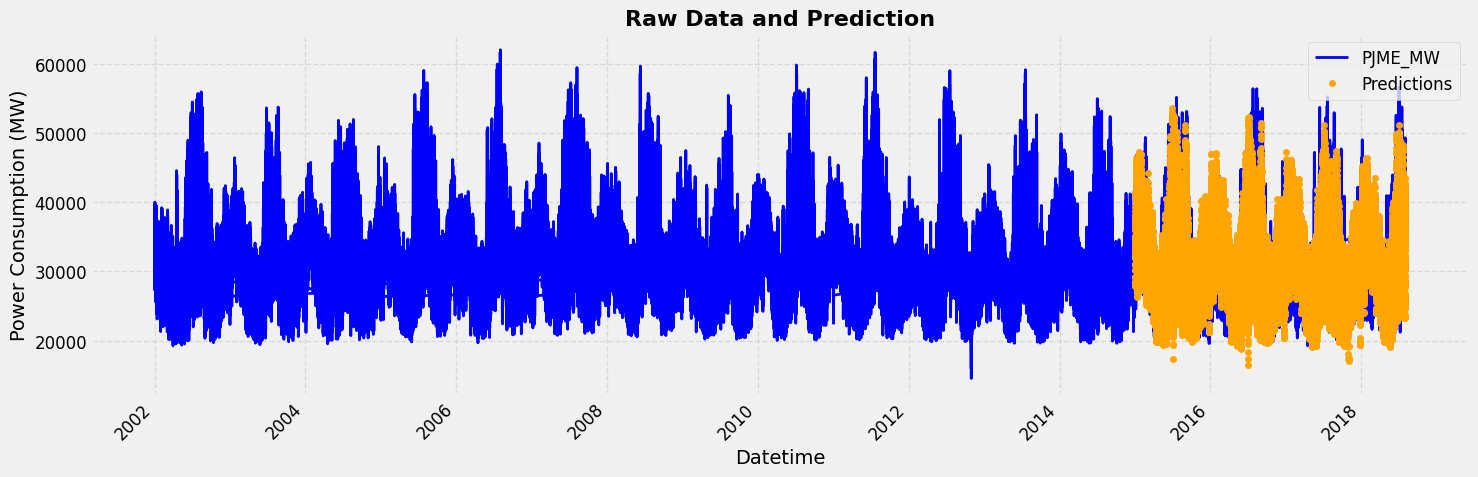 Raw Data and Prediction
PJME_MW
Predictions
Power Consumption (MW)
60000
50000
40000
30000
20000
2002
2004
2006
2008
2010
2012
2014
2016
2018
Datetime